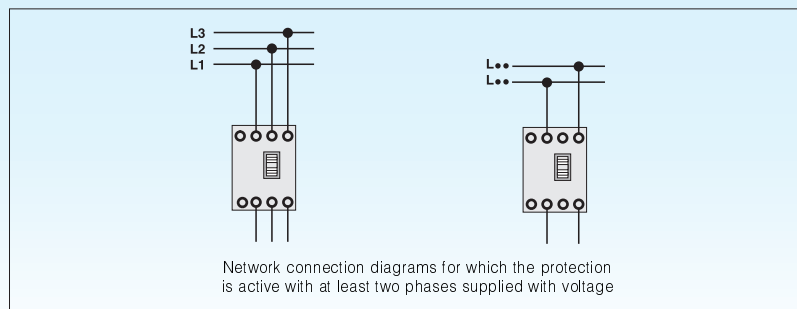 L3
L2
L1
L••
L••
Network connection diagrams for which the protection
is active with at least two phases supplied with voltage